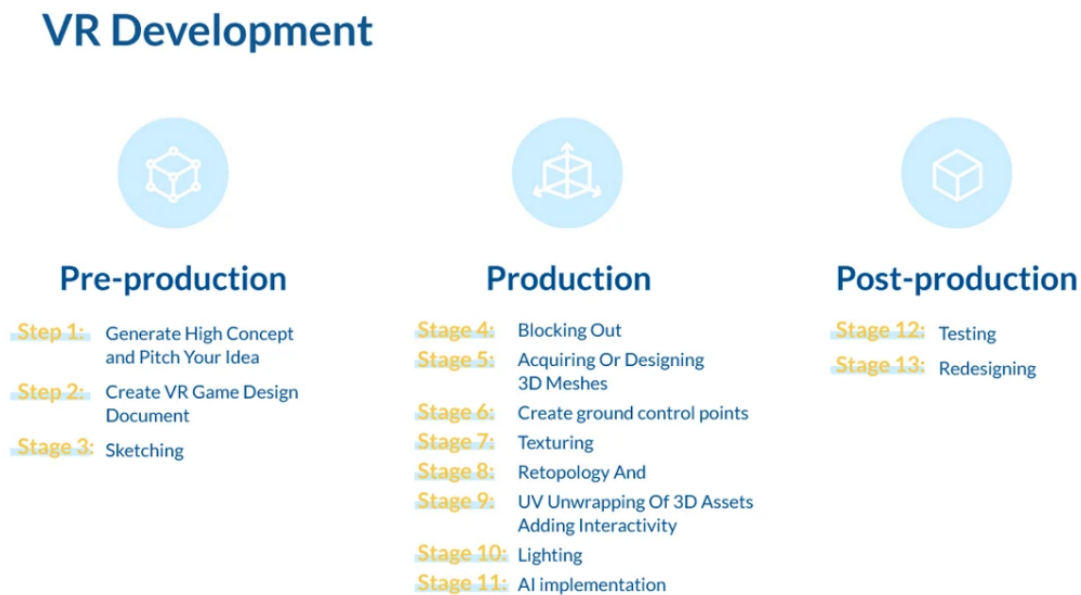 VR Development
Pre-production
Step 1: Generate High Concept
and Pitch Your Idea
Step 2: Create VR Game Design
Document
Stage 3: Sketching
Production
Stage 4: Blocking Out
Stage 5: Acquiring Or Designing
3D Meshes
Stage 6: Create ground control points
Stage 7: Texturing
Stage 8: Retopology And
Stage 9: UV Unwrapping Of 3D Assets
Adding Interactivity
Stage 10: Lighting
Stage 11: AI implementation
Post-production
Stage 12: Testing
Stage 13: Redesigning